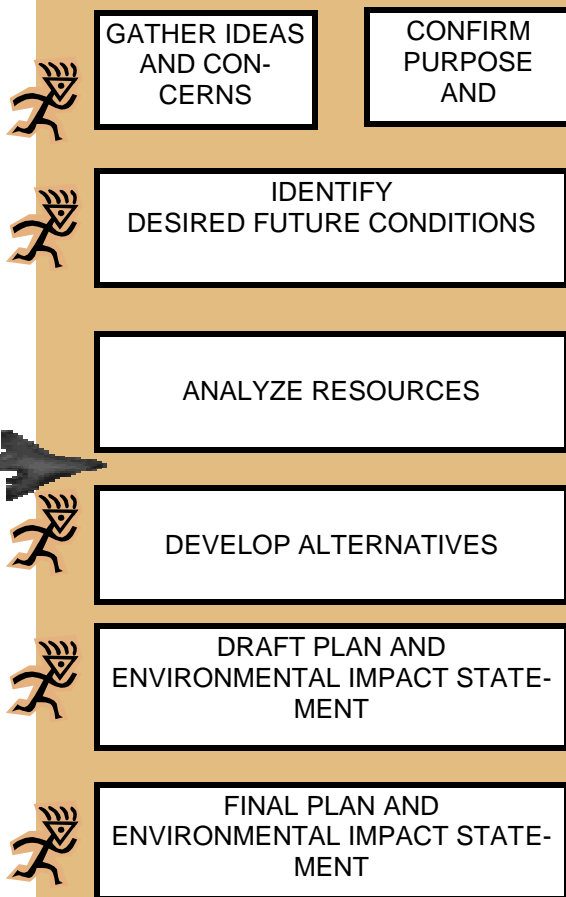 GATHER IDEAS
AND CON-
CERNS
CONFIRM
PURPOSE
AND
IDENTIFY
DESIRED FUTURE CONDITIONS
ANALYZE RESOURCES
DEVELOP ALTERNATIVES
DRAFT PLAN AND
ENVIRONMENTAL IMPACT STATE-
MENT
FINAL PLAN AND
ENVIRONMENTAL IMPACT STATE-
MENT